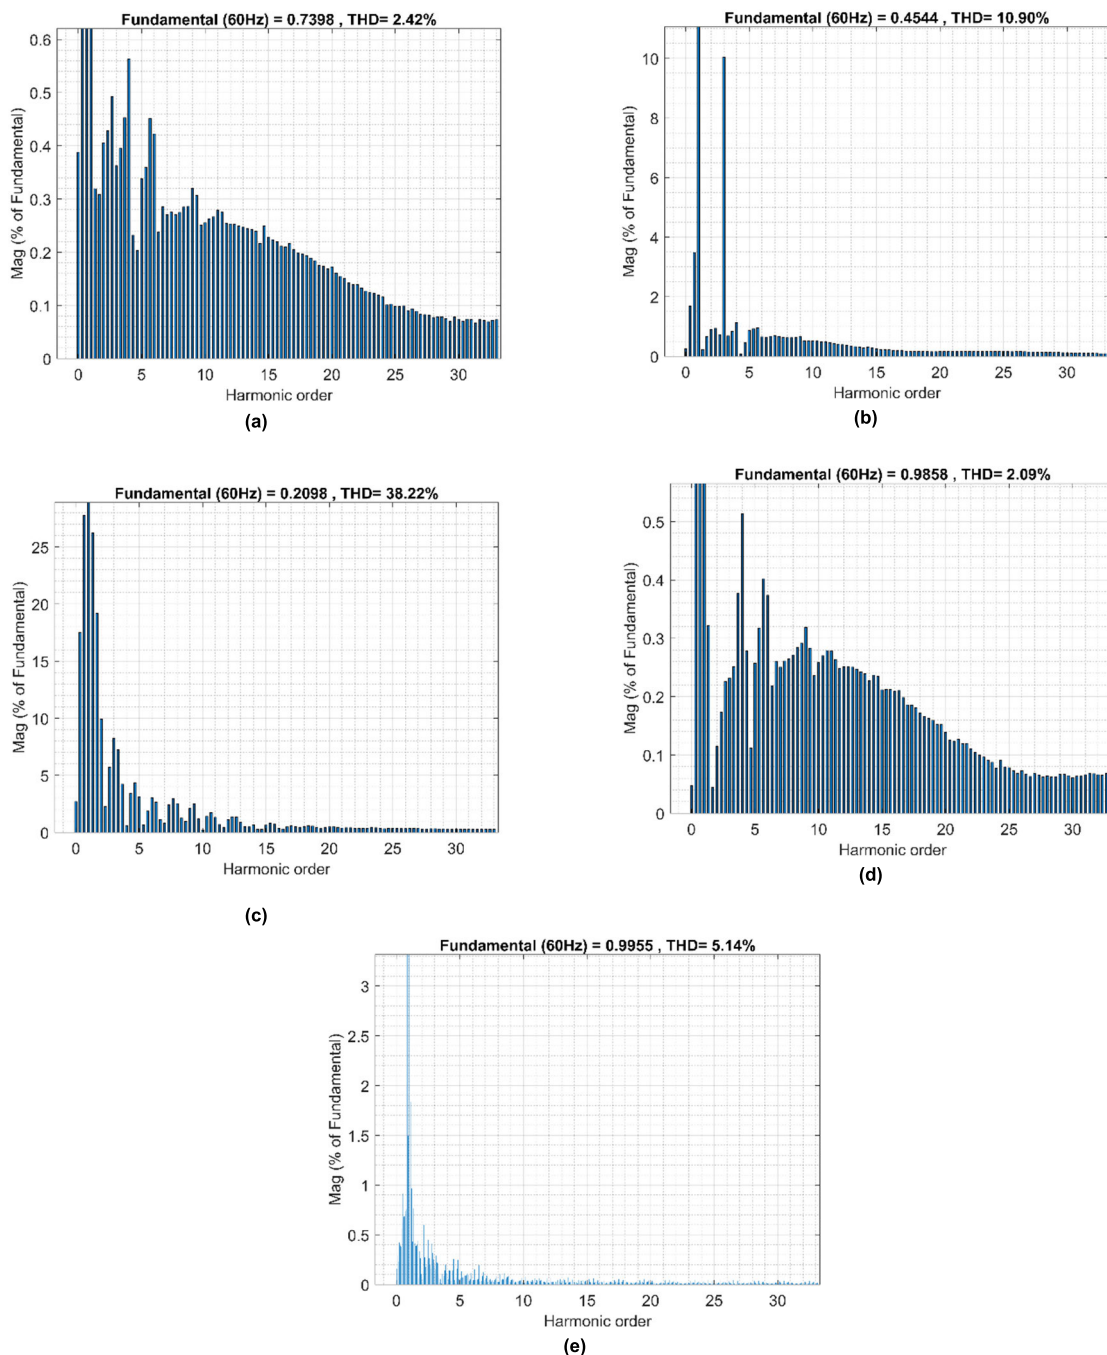 Fundamental (60Hz) = 0.7398 , THD= 2.42%
0.6
0.5
0.4
0.3
0.2
0.1
0
Mag (% of Fundamental)
0 5 10 15 20 25 30
Harmonic order
(a)
Fundamental (60Hz) = 0.4544 , THD= 10.90%
10
8
6
4
2
0
Mag (% of Fundamental)
0 5 10 15 20 25 30
Harmonic order
(b)
Fundamental (60Hz) = 0.2098 , THD= 38.22%
25
20
15
10
5
0
Mag (% of Fundamental)
0 5 10 15 20 25 30
Harmonic order
(c)
Fundamental (60Hz) = 0.9858 , THD= 2.09%
0.5
0.4
0.3
0.2
0.1
0
Mag (% of Fundamental)
0 5 10 15 20 25 30
Harmonic order
(d)
Fundamental (60Hz) = 0.9955 , THD= 5.14%
3
2.5
2
1.5
1
0.5
0
Mag (% of Fundamental)
0 5 10 15 20 25 30
Harmonic order
(e)